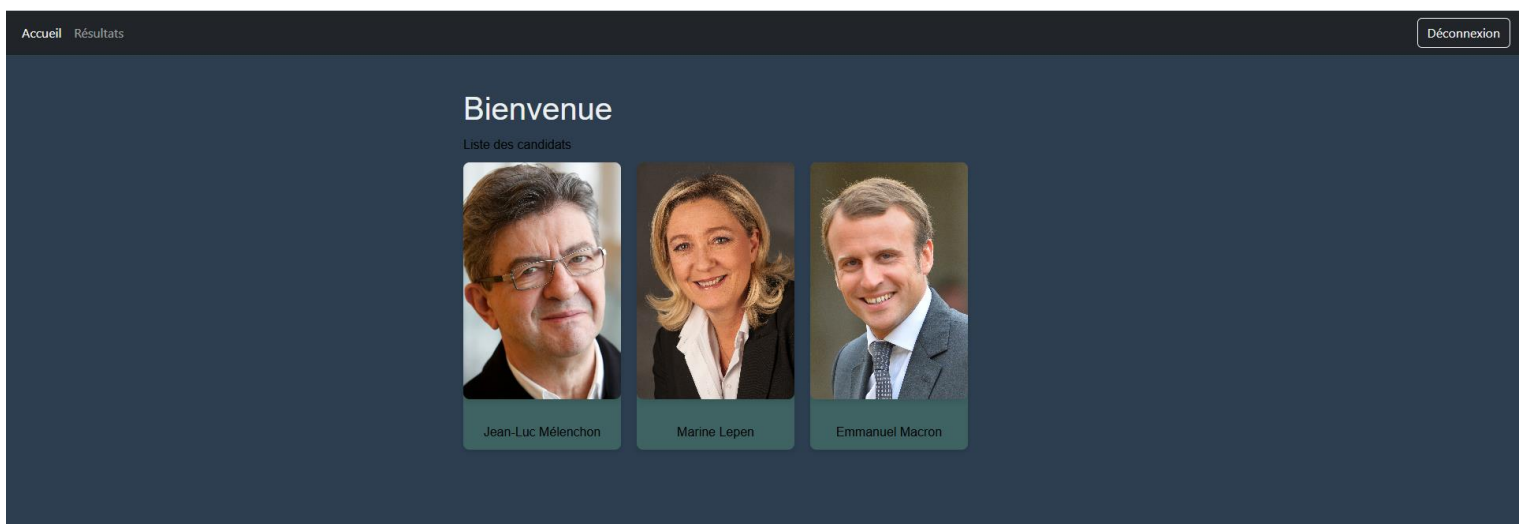 Accueil Résultats Déconnexion
Bienvenue
Liste des candidats
Jean-Luc Mélenchon Marine Lepen Emmanuel Macron